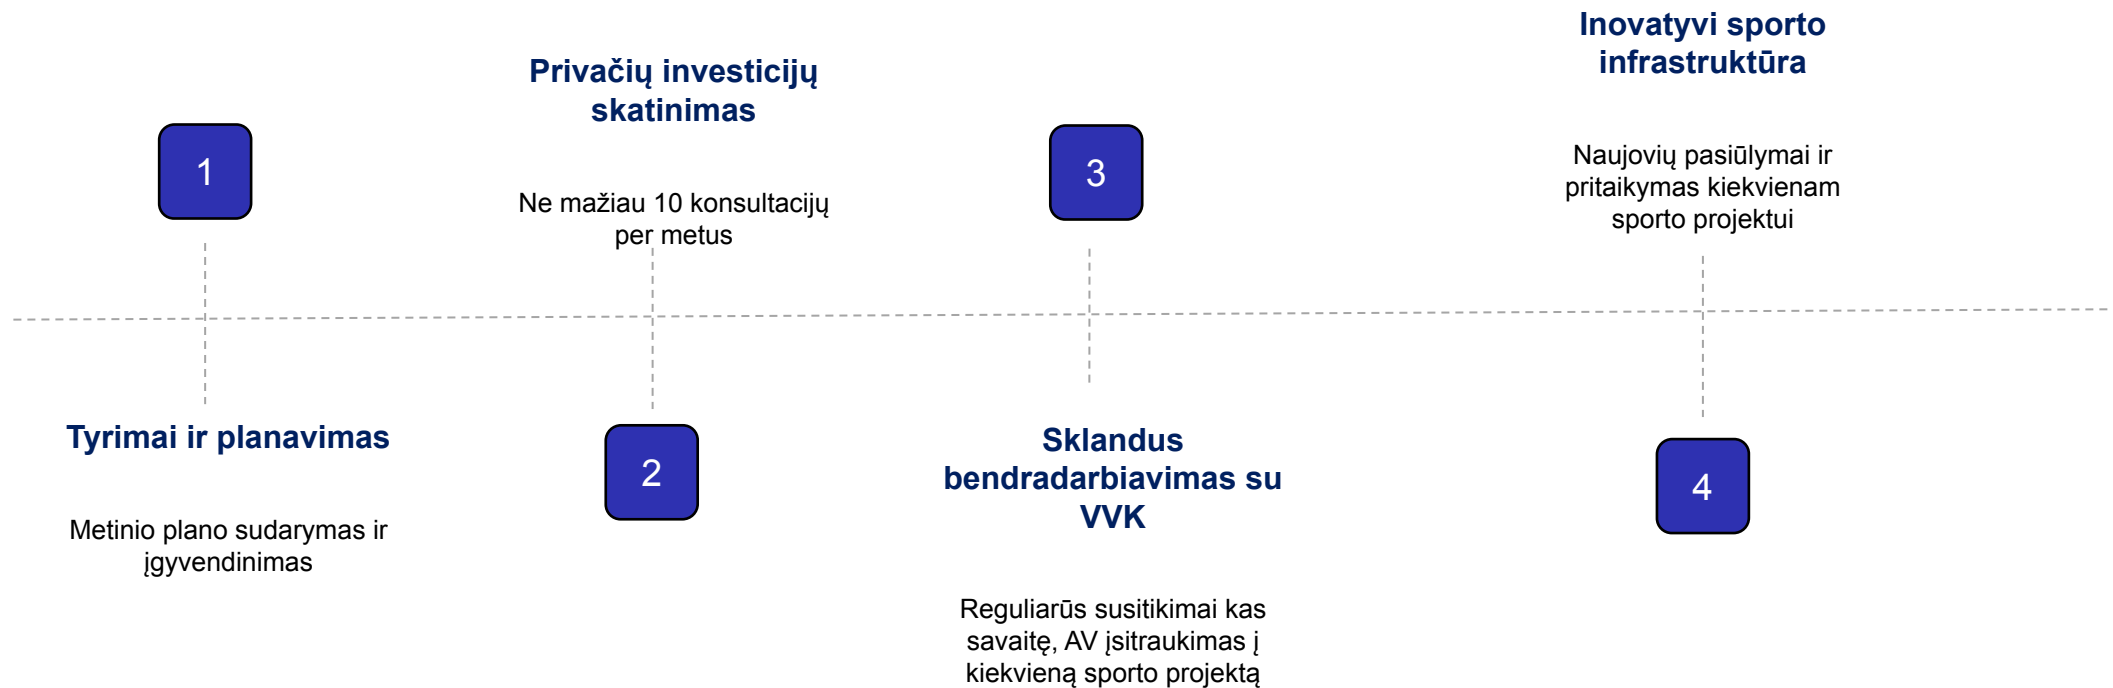 1
Tyrimai ir planavimas
Metinio plano sudarymas ir
įgyvendinimas
Privačių investicijų
skatinimas
Ne mažiau 10 konsultacijų
per metus
2
3
Sklandus
bendradarbiavimas su
VVK
Reguliarūs susitikimai kas
savaitę, AV įsitraukimas į
kiekvieną sporto projektą
Inovatyvi sporto
infrastruktūra
Naujovių pasiūlymai ir
pritaikymas kiekvienam
sporto projektui
4